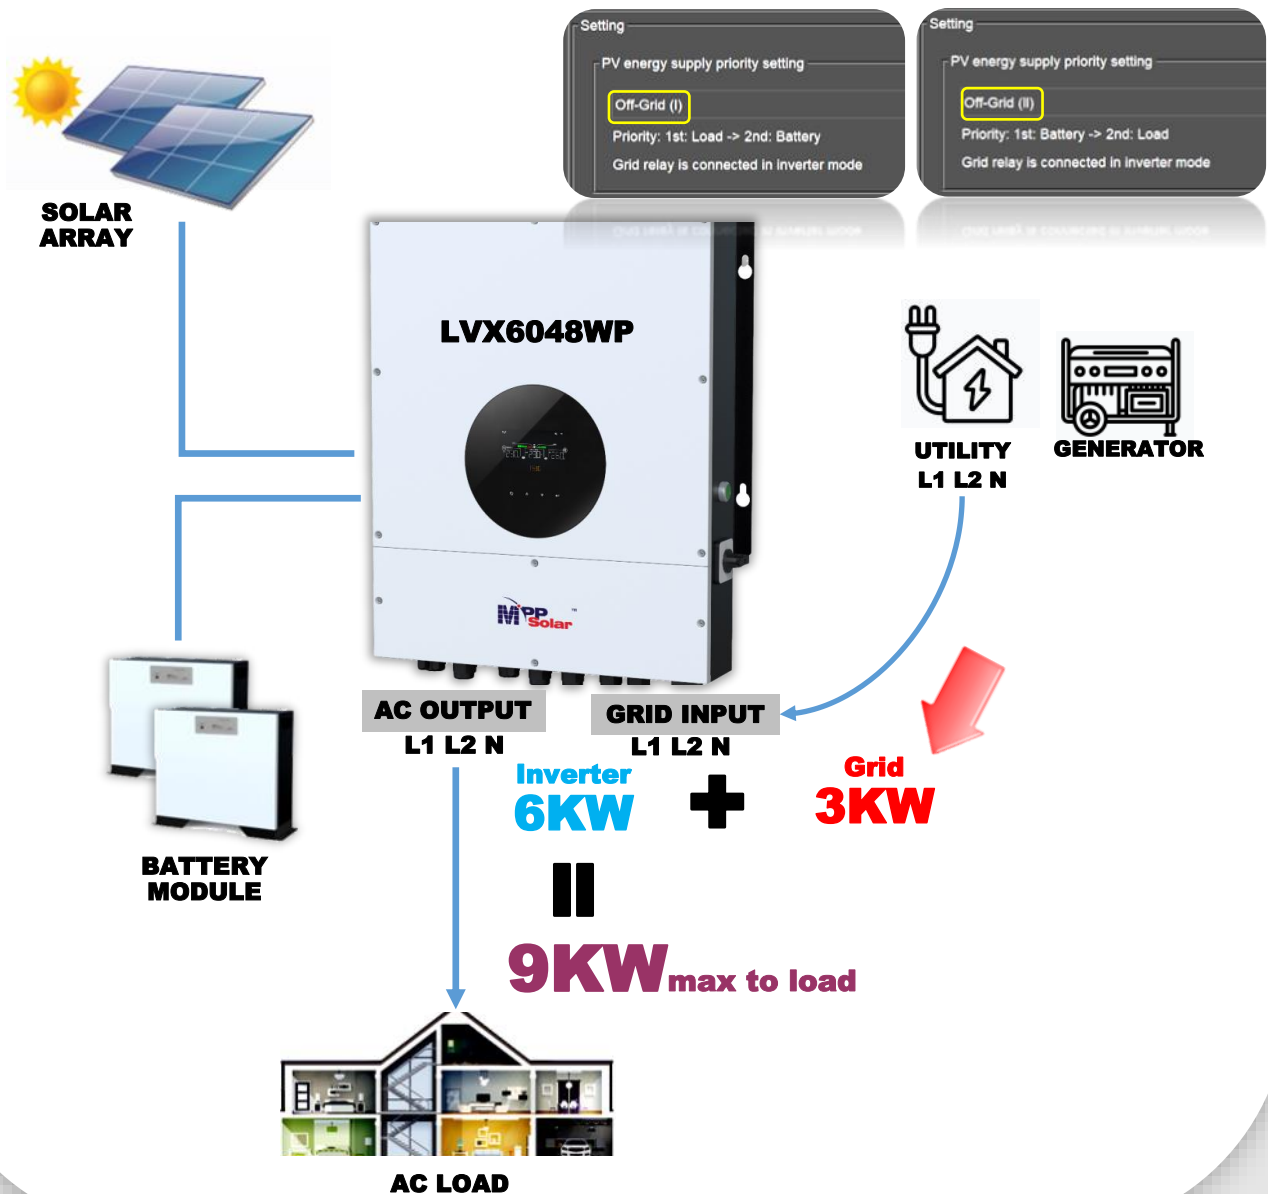 Setting
PV energy supply priority setting
Off-Grid (I)
Priority: 1st: Load -> 2nd: Battery
Grid relay is connected in inverter mode
Setting
PV energy supply priority setting
Off-Grid (II)
Priority: 1st: Battery -> 2nd: Load
Grid relay is connected in inverter mode
SOLAR
ARRAY
LVX6048WP
UTILITY
L1 L2 N
GENERATOR
MPP
Solar
™
AC OUTPUT
L1 L2 N
GRID INPUT
L1 L2 N
Inverter
6KW
+
Grid
3KW
BATTERY
MODULE
=
9KW max to load
AC LOAD